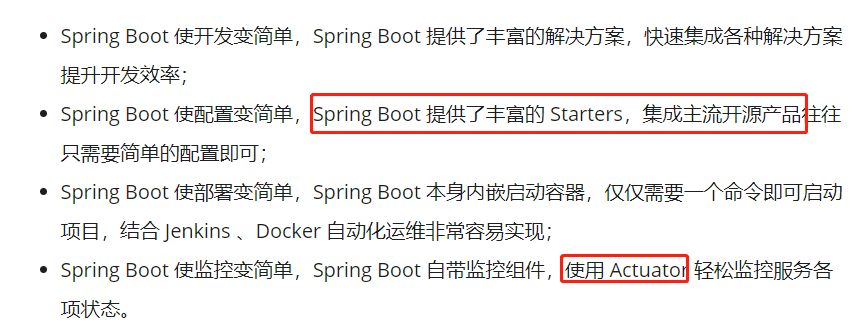 Spring Boot 使开发变简单，Spring Boot 提供了丰富的解决方案，快速集成各种解决方案
提升开发效率；
Spring Boot 使配置变简单，Spring Boot 提供了丰富的 Starters，集成主流开源产品往往
只需要简单的配置即可；
Spring Boot 使部署变简单，Spring Boot 本身内嵌启动容器，仅仅需要一个命令即可启动
项目，结合 Jenkins 、Docker 自动化运维非常容易实现；
Spring Boot 使监控变简单，Spring Boot 自带监控组件，使用 Actuator 轻松监控服务各
项状态。